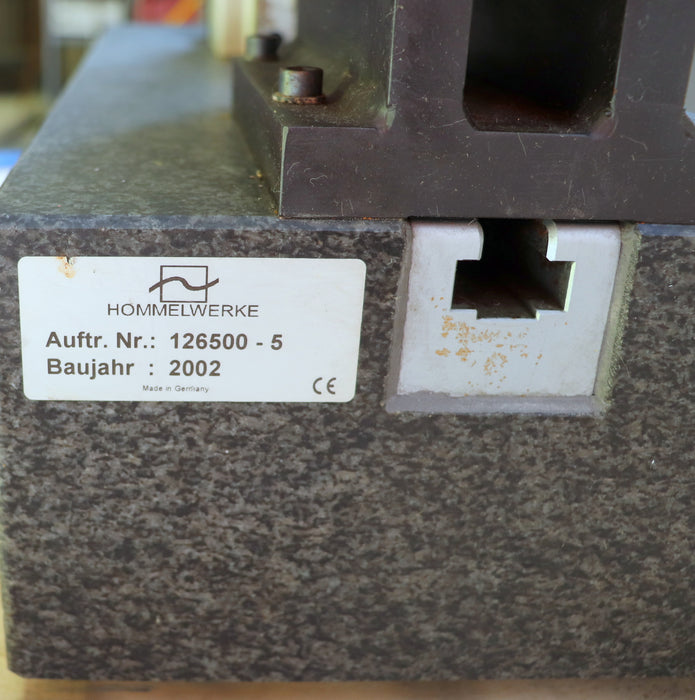 HOMMELWERKE
Auftr. Nr.: 126500 - 5
Baujahr : 2002
Made in Germany
CE